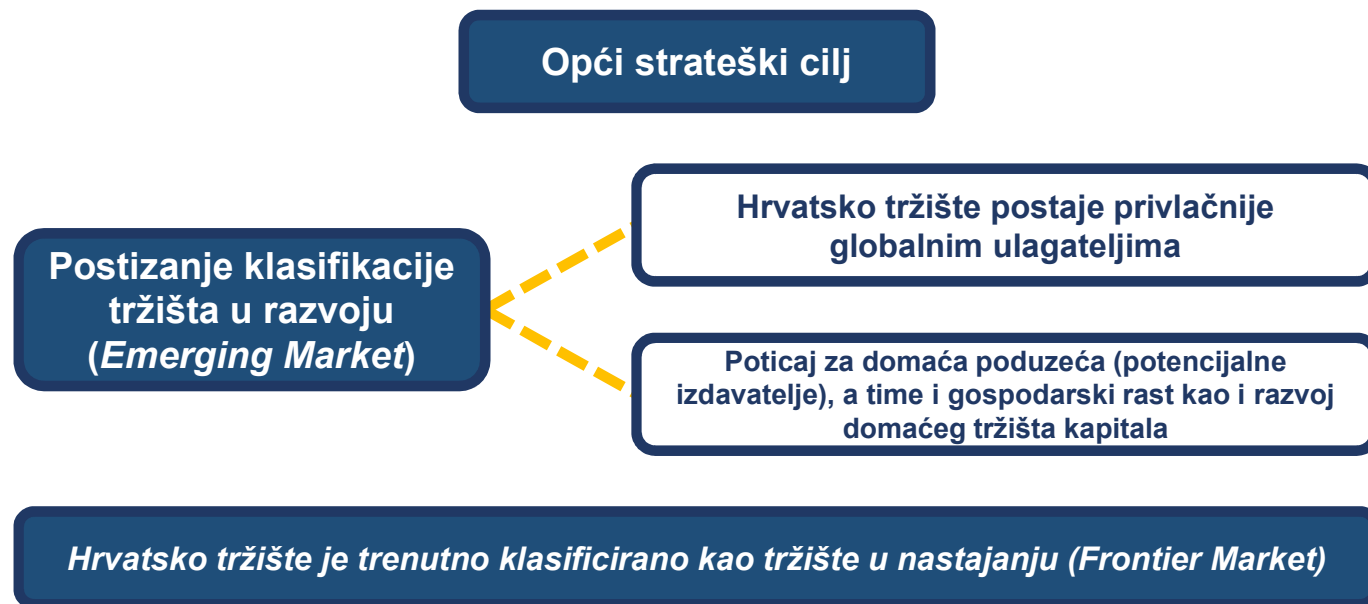 Opći strateški cilj
Postizanje klasifikacije
tržišta u razvoju
(Emerging Market)
Hrvatsko tržište postaje privlačnije
globalnim ulagateljima
Poticaj za domaća poduzeća (potencijalne
izdavatelje), a time i gospodarski rast kao i razvoj
domaćeg tržišta kapitala
Hrvatsko tržište je trenutno klasificirano kao tržište u nastajanju (Frontier Market)